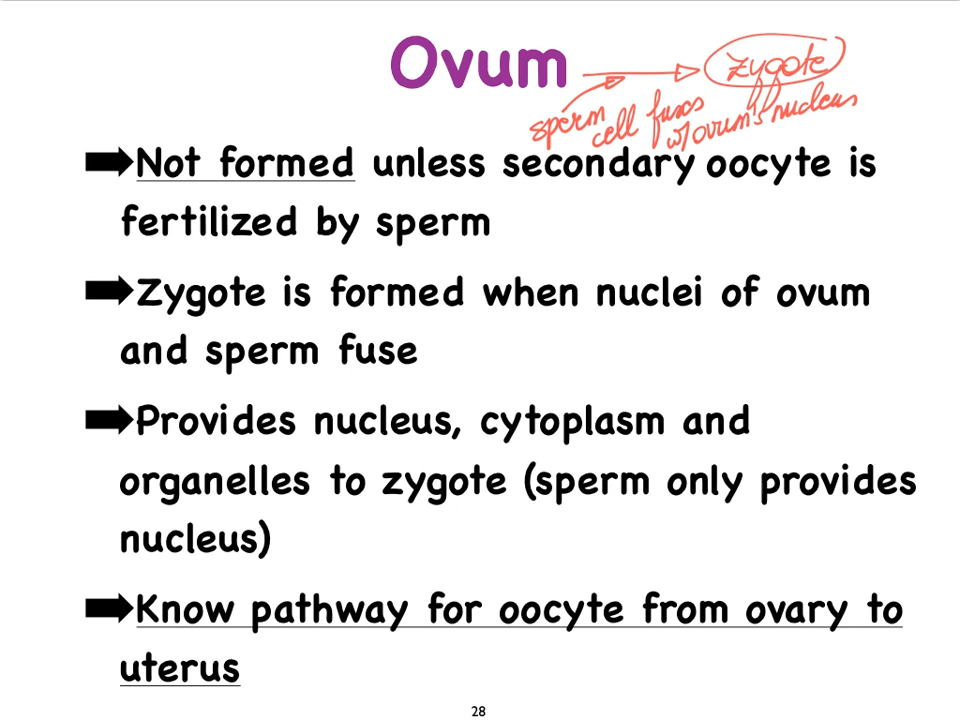 Ovum
zygote
sperm cell fuses
w/ ovum's nucleus
➡Not formed unless secondary oocyte is
fertilized by sperm
➡Zygote is formed when nuclei of ovum
and sperm fuse
➡Provides nucleus, cytoplasm and
organelles to zygote (sperm only provides
nucleus)
➡Know pathway for oocyte from ovary to
uterus
28